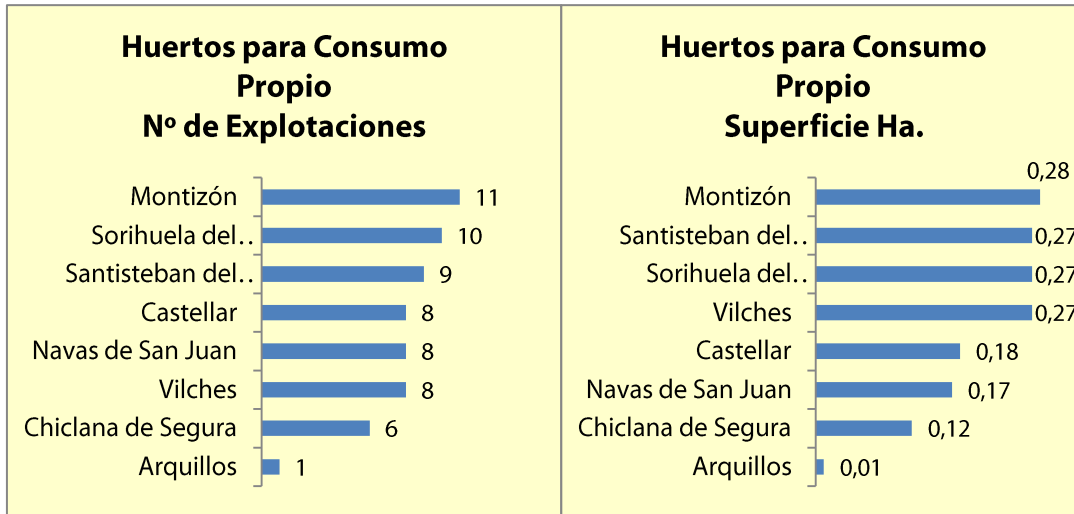 Huertos para Consumo
Propio
Nº de Explotaciones
Montizón 11
Sorihuela del.. 10
Santisteban del.. 9
Castellar 8
Navas de San Juan 8
Vilches 8
Chiclana de Segura 6
Arquillos 1
Huertos para Consumo
Propio
Superficie Ha.
Montizón 0,28
Santisteban del.. 0,27
Sorihuela del.. 0,27
Vilches 0,27
Castellar 0,18
Navas de San Juan 0,17
Chiclana de Segura 0,12
Arquillos 0,01